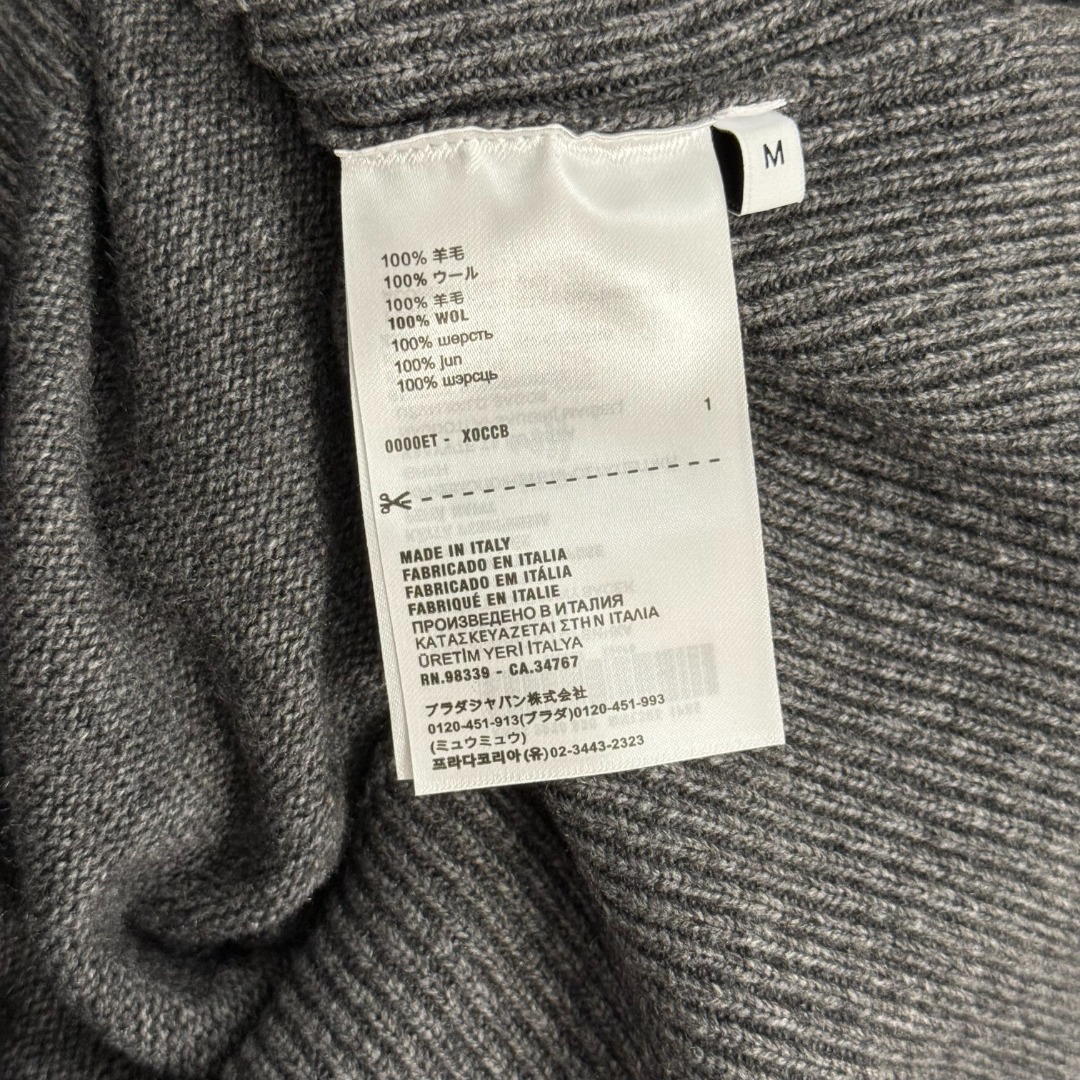 M
100% 羊毛
100% ウール
100% 羊毛
100% WOL
100% шерсть
100% jun
100% шэрсць
1
0000ET - X0CCB
MADE IN ITALY
FABRICADO EN ITALIA
FABRICADO EM ITÁLIA
FABRIQUÉ EN ITALIE
ПРОИЗВЕДЕНО В ИТАЛИЯ
ΚΑΤΑΣΚΕΥΑΖΕΤΑΙ ΣΤΗΝ ΙΤΑΛΙΑ
ÜRETİM YERİ İTALYA
RN.98339 - CA.34767
プラダジャパン株式会社
0120-451-913(プラダ)0120-451-993
(ミュウミュウ)
프라다코리아(유)02-3443-2323